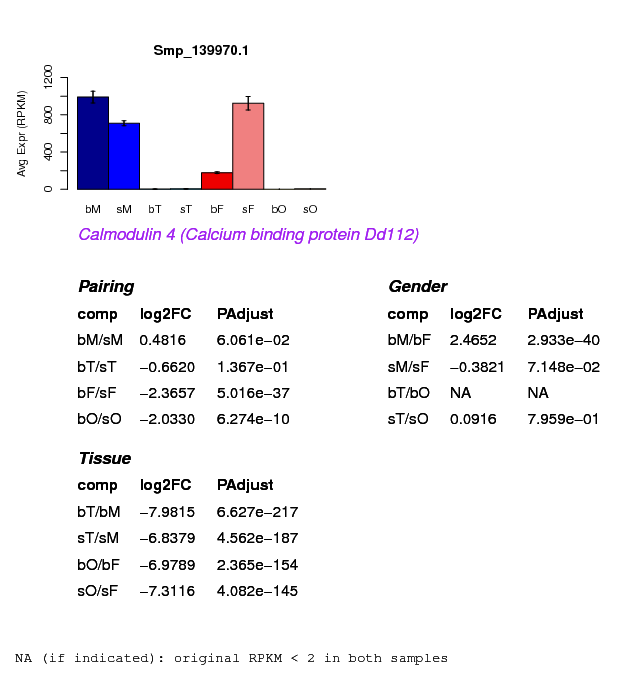 Smp_139970.1
Avg Expr (RPKM)
0 400 800 1200
bM sM bT sT bF sF bO sO
Calmodulin 4 (Calcium binding protein Dd112)
Pairing
comp log2FC PAdjust
bM/sM 0.4816 6.061e−02
bT/sT −0.6620 1.367e−01
bF/sF −2.3657 5.016e−37
bO/sO −2.0330 6.274e−10
Gender
comp log2FC PAdjust
bM/bF 2.4652 2.933e−40
sM/sF −0.3821 7.148e−02
bT/bO NA NA
sT/sO 0.0916 7.959e−01
Tissue
comp log2FC PAdjust
bT/bM −7.9815 6.627e−217
sT/sM −6.8379 4.562e−187
bO/bF −6.9789 2.365e−154
sO/sF −7.3116 4.082e−145
NA (if indicated): original RPKM < 2 in both samples